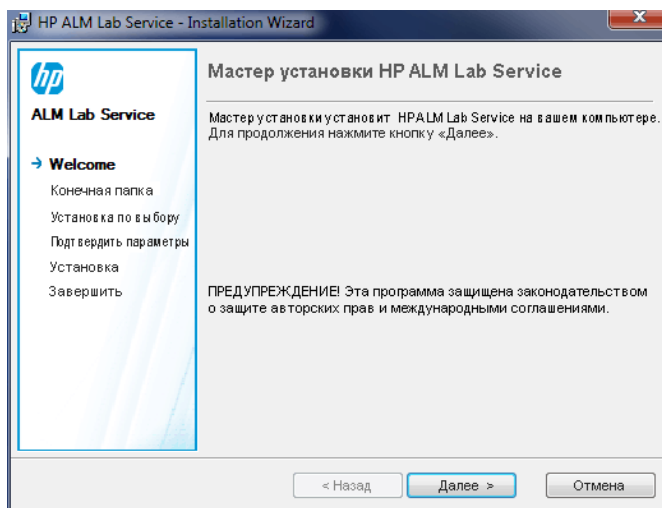 HP ALM Lab Service - Installation Wizard
hp
ALM Lab Service
Welcome
Конечная папка
Установка по выбору
Подтвердить параметры
Установка
Завершить
Мастер установки HP ALM Lab Service
Мастер установки установит HP ALM Lab Service на вашем компьютере.
Для продолжения нажмите кнопку «Далее».
ПРЕДУПРЕЖДЕНИЕ! Эта программа защищена законодательством
о защите авторских прав и международными соглашениями.
< Назад
Далее >
Отмена